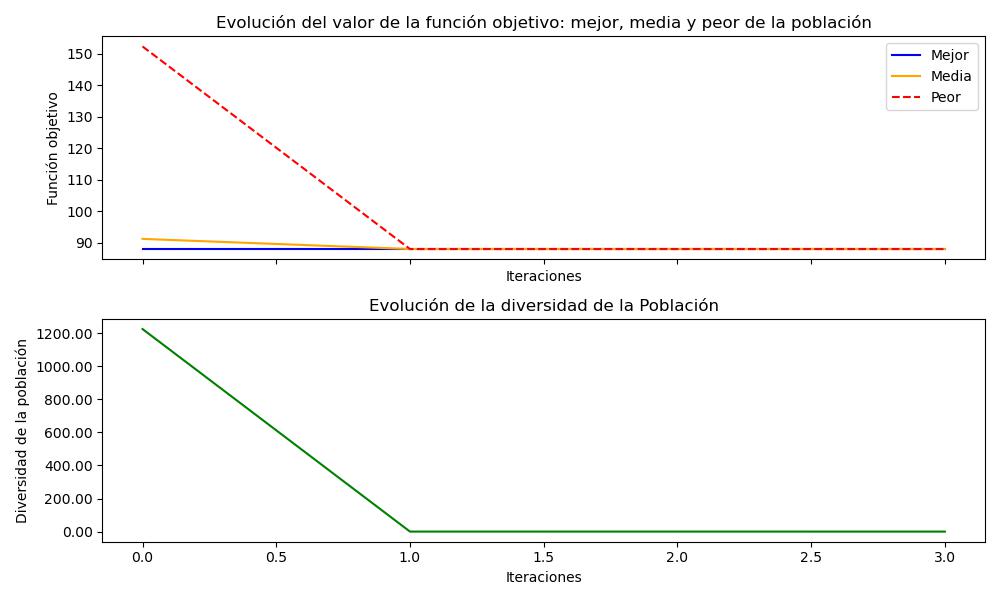 Evolución del valor de la función objetivo: mejor, media y peor de la población
Función objetivo
150
140
130
120
110
100
90
Mejor
Media
Peor
Iteraciones
Evolución de la diversidad de la Población
Diversidad de la población
1200.00
1000.00
800.00
600.00
400.00
200.00
0.00
0.0 0.5 1.0 1.5 2.0 2.5 3.0
Iteraciones